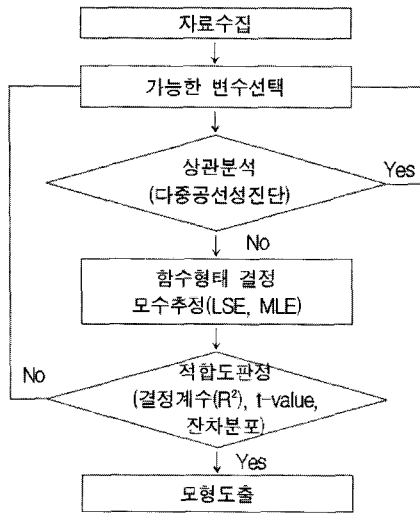 자료수집
가능한 변수선택
상관분석
(다중공선성진단)
Yes
No
함수형태 결정
모수추정(LSE, MLE)
No
적합도판정
(결정계수(R²), t-value,
잔차분포)
Yes
모형도출